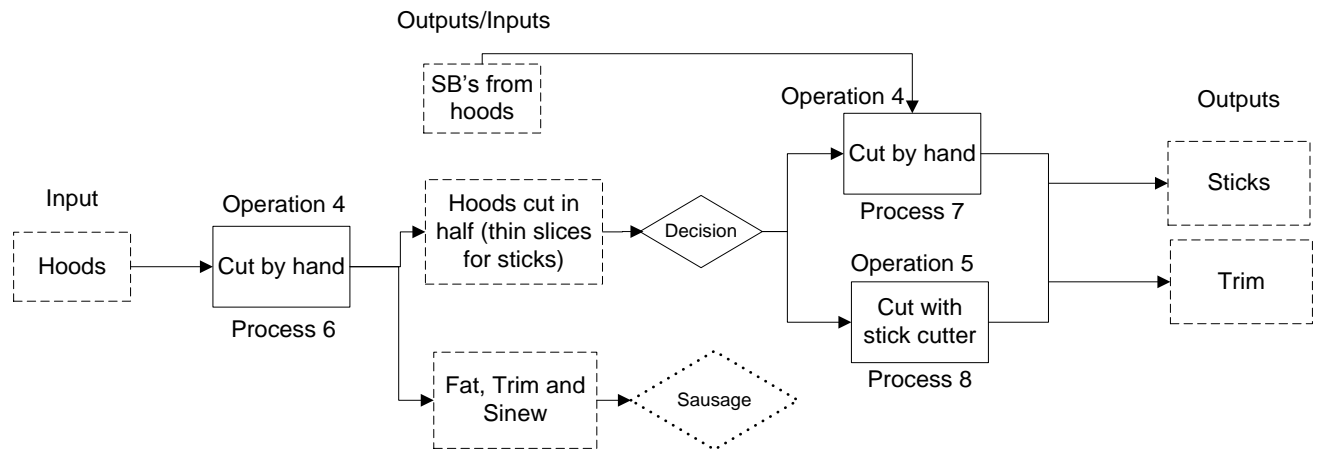 Outputs/Inputs
SB's from
hoods
Operation 4
Cut by hand
Process 7
Outputs
Sticks
Trim
Input
Hoods
Operation 4
Cut by hand
Process 6
Hoods cut in
half (thin slices
for sticks)
Decision
Operation 5
Cut with
stick cutter
Process 8
Fat, Trim and
Sinew
Sausage